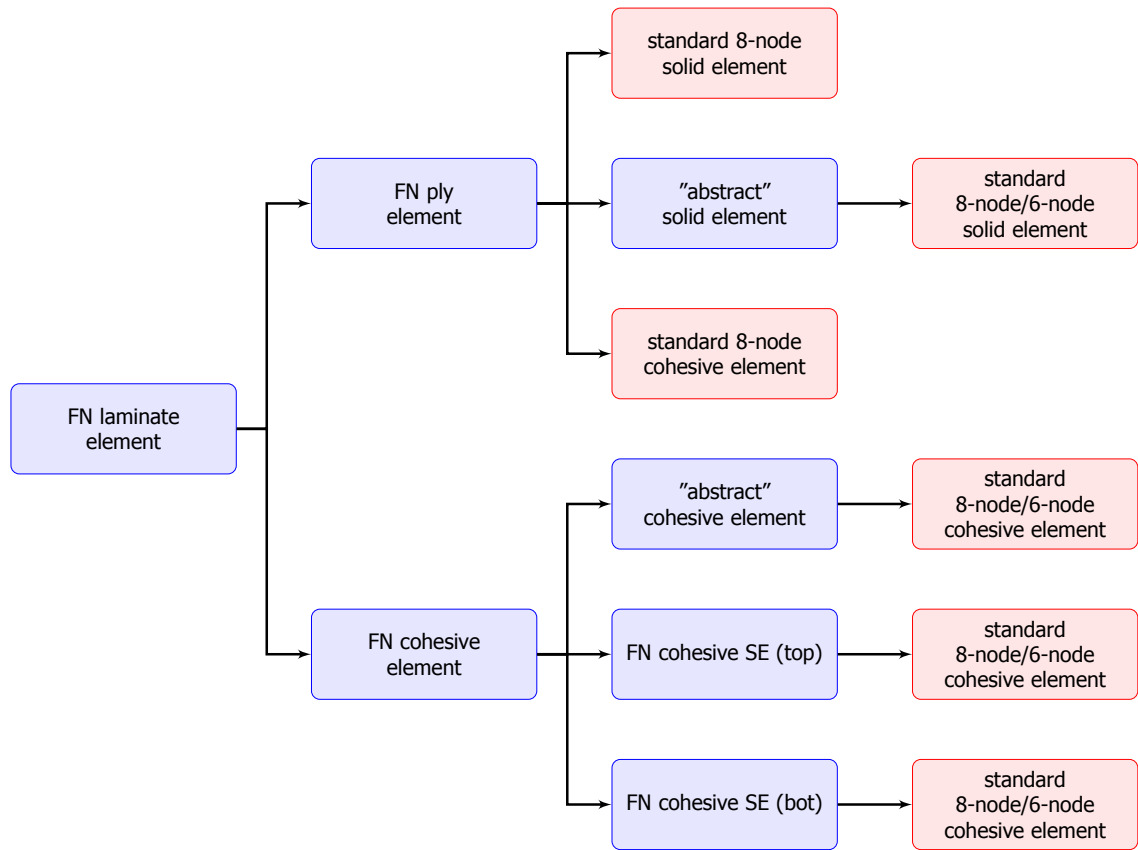 standard 8-node
solid element
FN ply
element
”abstract”
solid element
standard
8-node/6-node
solid element
standard 8-node
cohesive element
FN laminate
element
”abstract”
cohesive element
standard
8-node/6-node
cohesive element
FN cohesive
element
FN cohesive SE (top)
standard
8-node/6-node
cohesive element
FN cohesive SE (bot)
standard
8-node/6-node
cohesive element